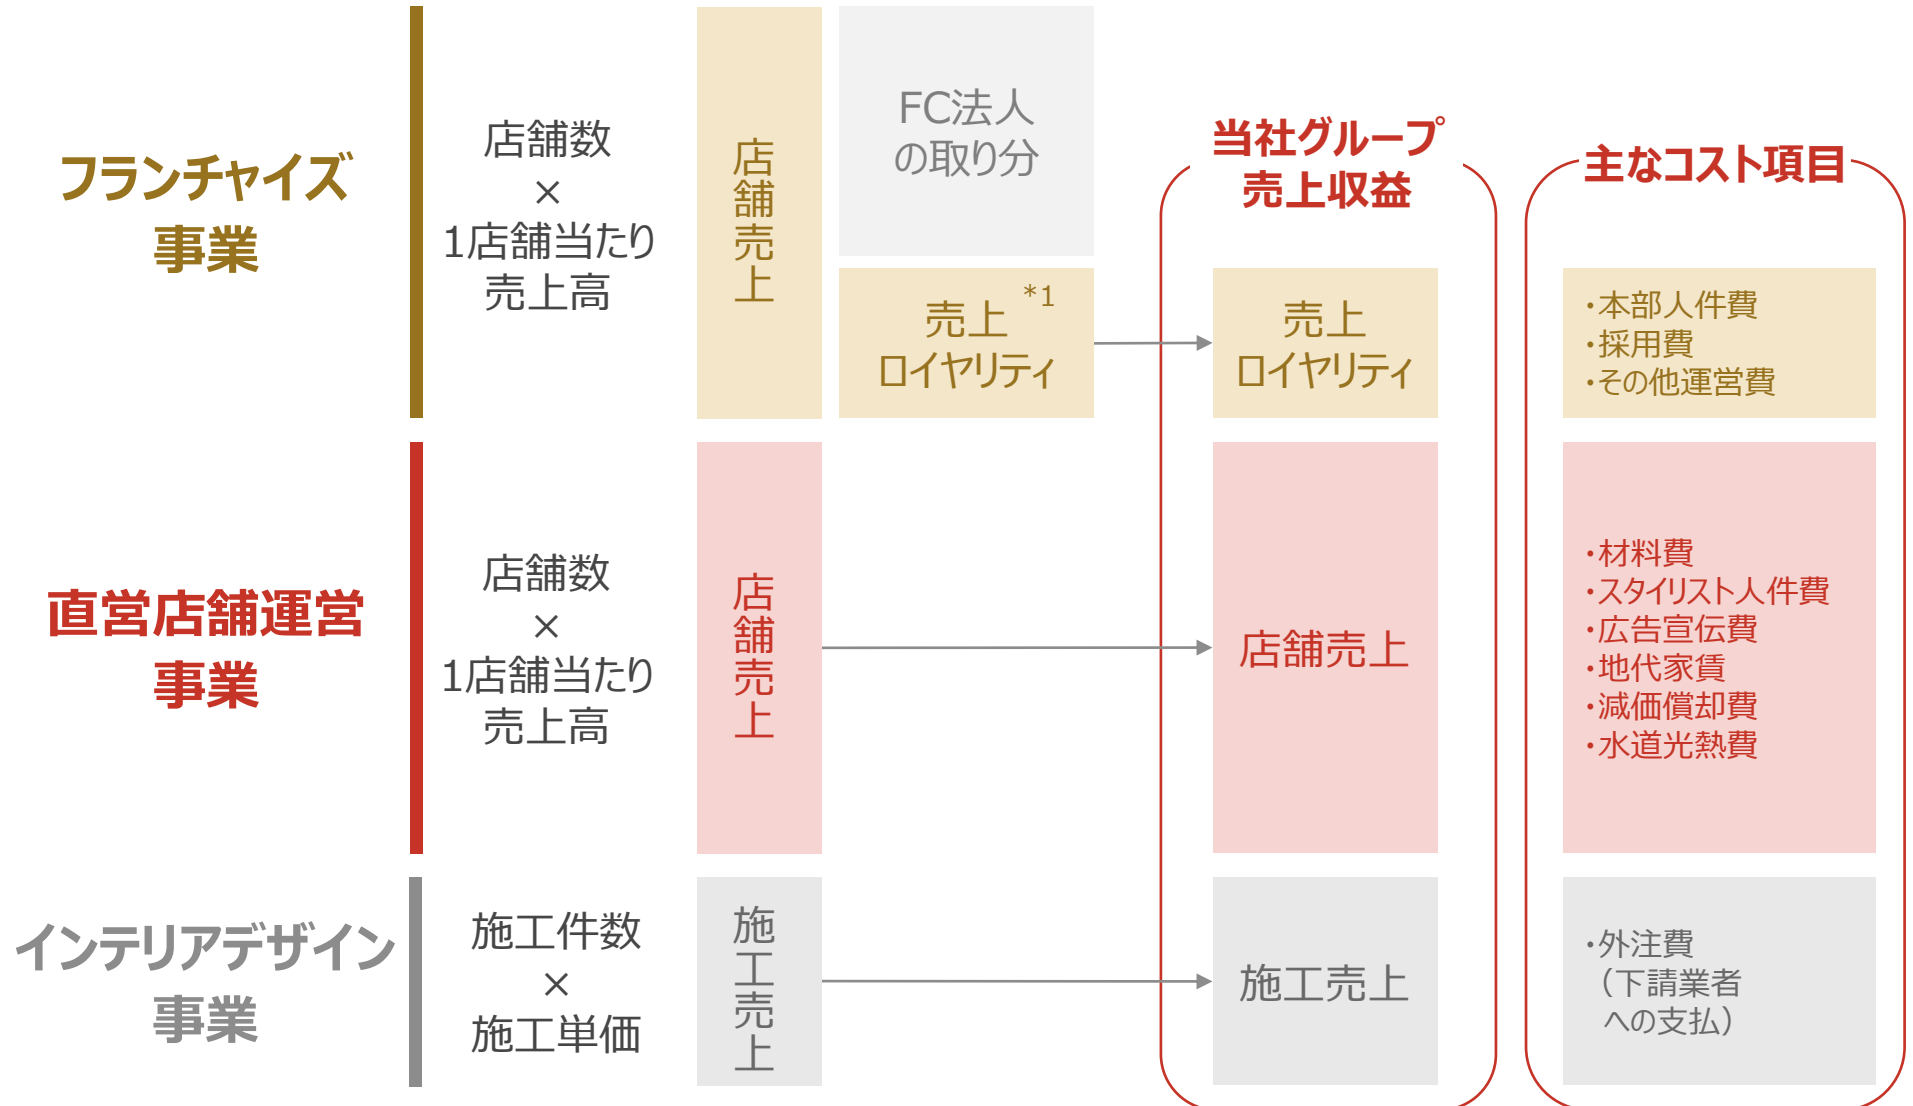 フランチャイズ
事業
店舗数
×
1店舗当たり
売上高
店舗売上
FC法人
の取り分
売上 *1
ロイヤリティ
当社グループ
売上収益
売上
ロイヤリティ
主なコスト項目
・本部人件費
・採用費
・その他運営費
直営店舗運営
事業
店舗数
×
1店舗当たり
売上高
店舗売上
店舗売上
・材料費
・スタイリスト人件費
・広告宣伝費
・地代家賃
・減価償却費
・水道光熱費
インテリアデザイン
事業
施工件数
×
施工単価
施工売上
施工売上
・外注費
（下請業者
への支払）